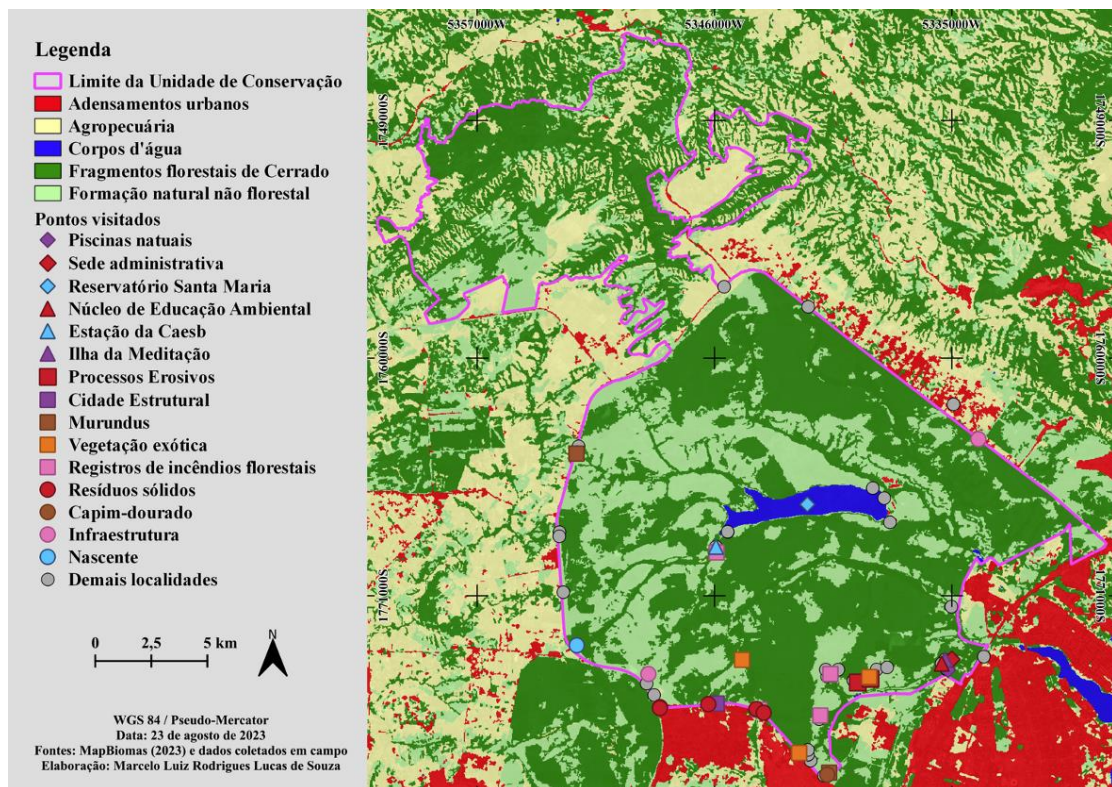 Legenda
Limite da Unidade de Conservação
Adensamentos urbanos
Agropecuária
Corpos d'água
Fragmentos florestais de Cerrado
Formação natural não florestal
Pontos visitados
Piscinas natuais
Sede administrativa
Reservatório Santa Maria
Núcleo de Educação Ambiental
Estação da Caesb
Ilha da Meditação
Processos Erosivos
Cidade Estrutural
Murundus
Vegetação exótica
Registros de incêndios florestais
Resíduos sólidos
Capim-dourado
Infraestrutura
Nascente
Demais localidades
0 2,5 5 km
N
WGS 84 / Pseudo-Mercator
Data: 23 de agosto de 2023
Fontes: MapBiomas (2023) e dados coletados em campo
Elaboração: Marcelo Luiz Rodrigues Lucas de Souza
5357000W 5346000W 5335000W
1749000S 1749000S
1760000S 1760000S
1771000S 1771000S